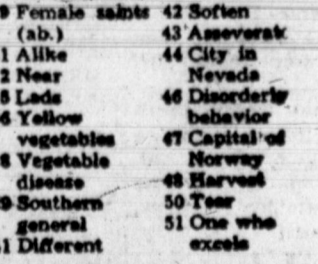 9 Female saints
(ab.)
1 Alike
2 Near
5 Lads
6 Yellow
vegetables
8 Vegetable
disease
9 Southern
general
1 Different
42 Soften
43 Asseverate
44 City in
Nevada
46 Disorderly
behavior
47 Capital of
Norway
48 Harvest
50 Tear
51 One who
excels